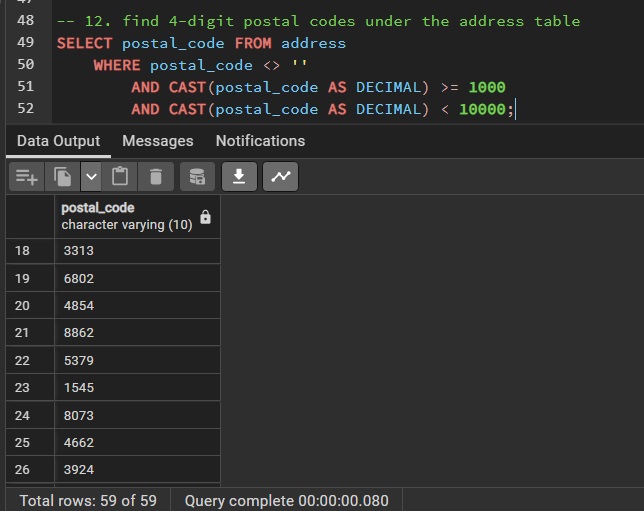 48 -- 12. find 4-digit postal codes under the address table
49 SELECT postal_code FROM address
50 WHERE postal_code <> ''
51 AND CAST(postal_code AS DECIMAL) >= 1000
52 AND CAST(postal_code AS DECIMAL) < 10000;
Data Output Messages Notifications
postal_code
character varying (10)
18 3313
19 6802
20 4854
21 8862
22 5379
23 1545
24 8073
25 4662
26 3924
Total rows: 59 of 59 Query complete 00:00:00.080